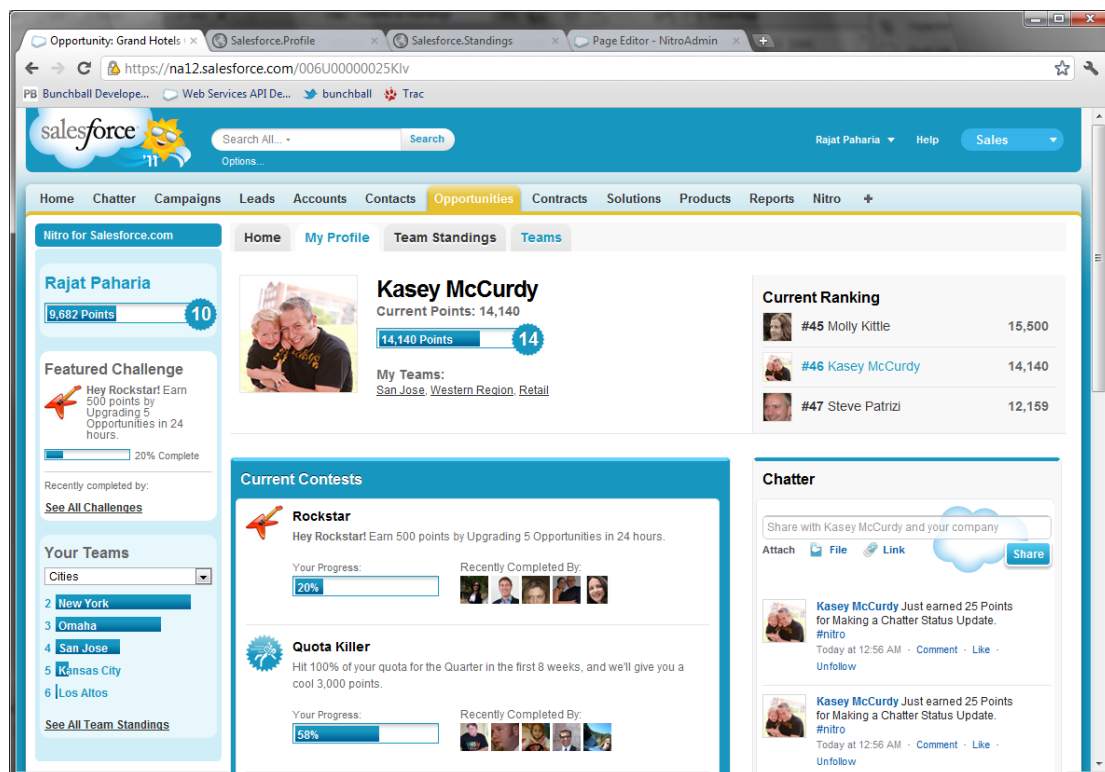 Opportunity: Grand Hotels
Salesforce.Profile
Salesforce.Standings
Page Editor - NitroAdmin
https://na12.salesforce.com/006U00000025Klv
PB Bunchball Develope...
Web Services API De...
bunchball
Trac
salesforce
'11
Search All...
Search
Options...
Rajat Paharia
Help
Sales
Home
Chatter
Campaigns
Leads
Accounts
Contacts
Opportunities
Contracts
Solutions
Products
Reports
Nitro
+
Nitro for Salesforce.com
Rajat Paharia
9,682 Points
10
Featured Challenge
Hey Rockstar! Earn
500 points by
Upgrading 5
Opportunities in 24
hours.
20% Complete
Recently completed by:
See All Challenges
Your Teams
Cities
2 New York
3 Omaha
4 San Jose
5 Kansas City
6 Los Altos
See All Team Standings
Home
My Profile
Team Standings
Teams
Kasey McCurdy
Current Points: 14,140
14,140 Points
14
My Teams:
San Jose, Western Region, Retail
Current Ranking
#45 Molly Kittle 15,500
#46 Kasey McCurdy 14,140
#47 Steve Patrizi 12,159
Current Contests
Rockstar
Hey Rockstar! Earn 500 points by Upgrading 5 Opportunities in 24 hours.
Your Progress:
20%
Recently Completed By:
Quota Killer
Hit 100% of your quota for the Quarter in the first 8 weeks, and we'll give you a
cool 3,000 points.
Your Progress:
58%
Recently Completed By:
Chatter
Share with Kasey McCurdy and your company
Attach
File
Link
Share
Kasey McCurdy Just earned 25 Points
for Making a Chatter Status Update.
#nitro
Today at 12:56 AM · Comment · Like ·
Unfollow
Kasey McCurdy Just earned 25 Points
for Making a Chatter Status Update.
#nitro
Today at 12:56 AM · Comment · Like ·
Unfollow